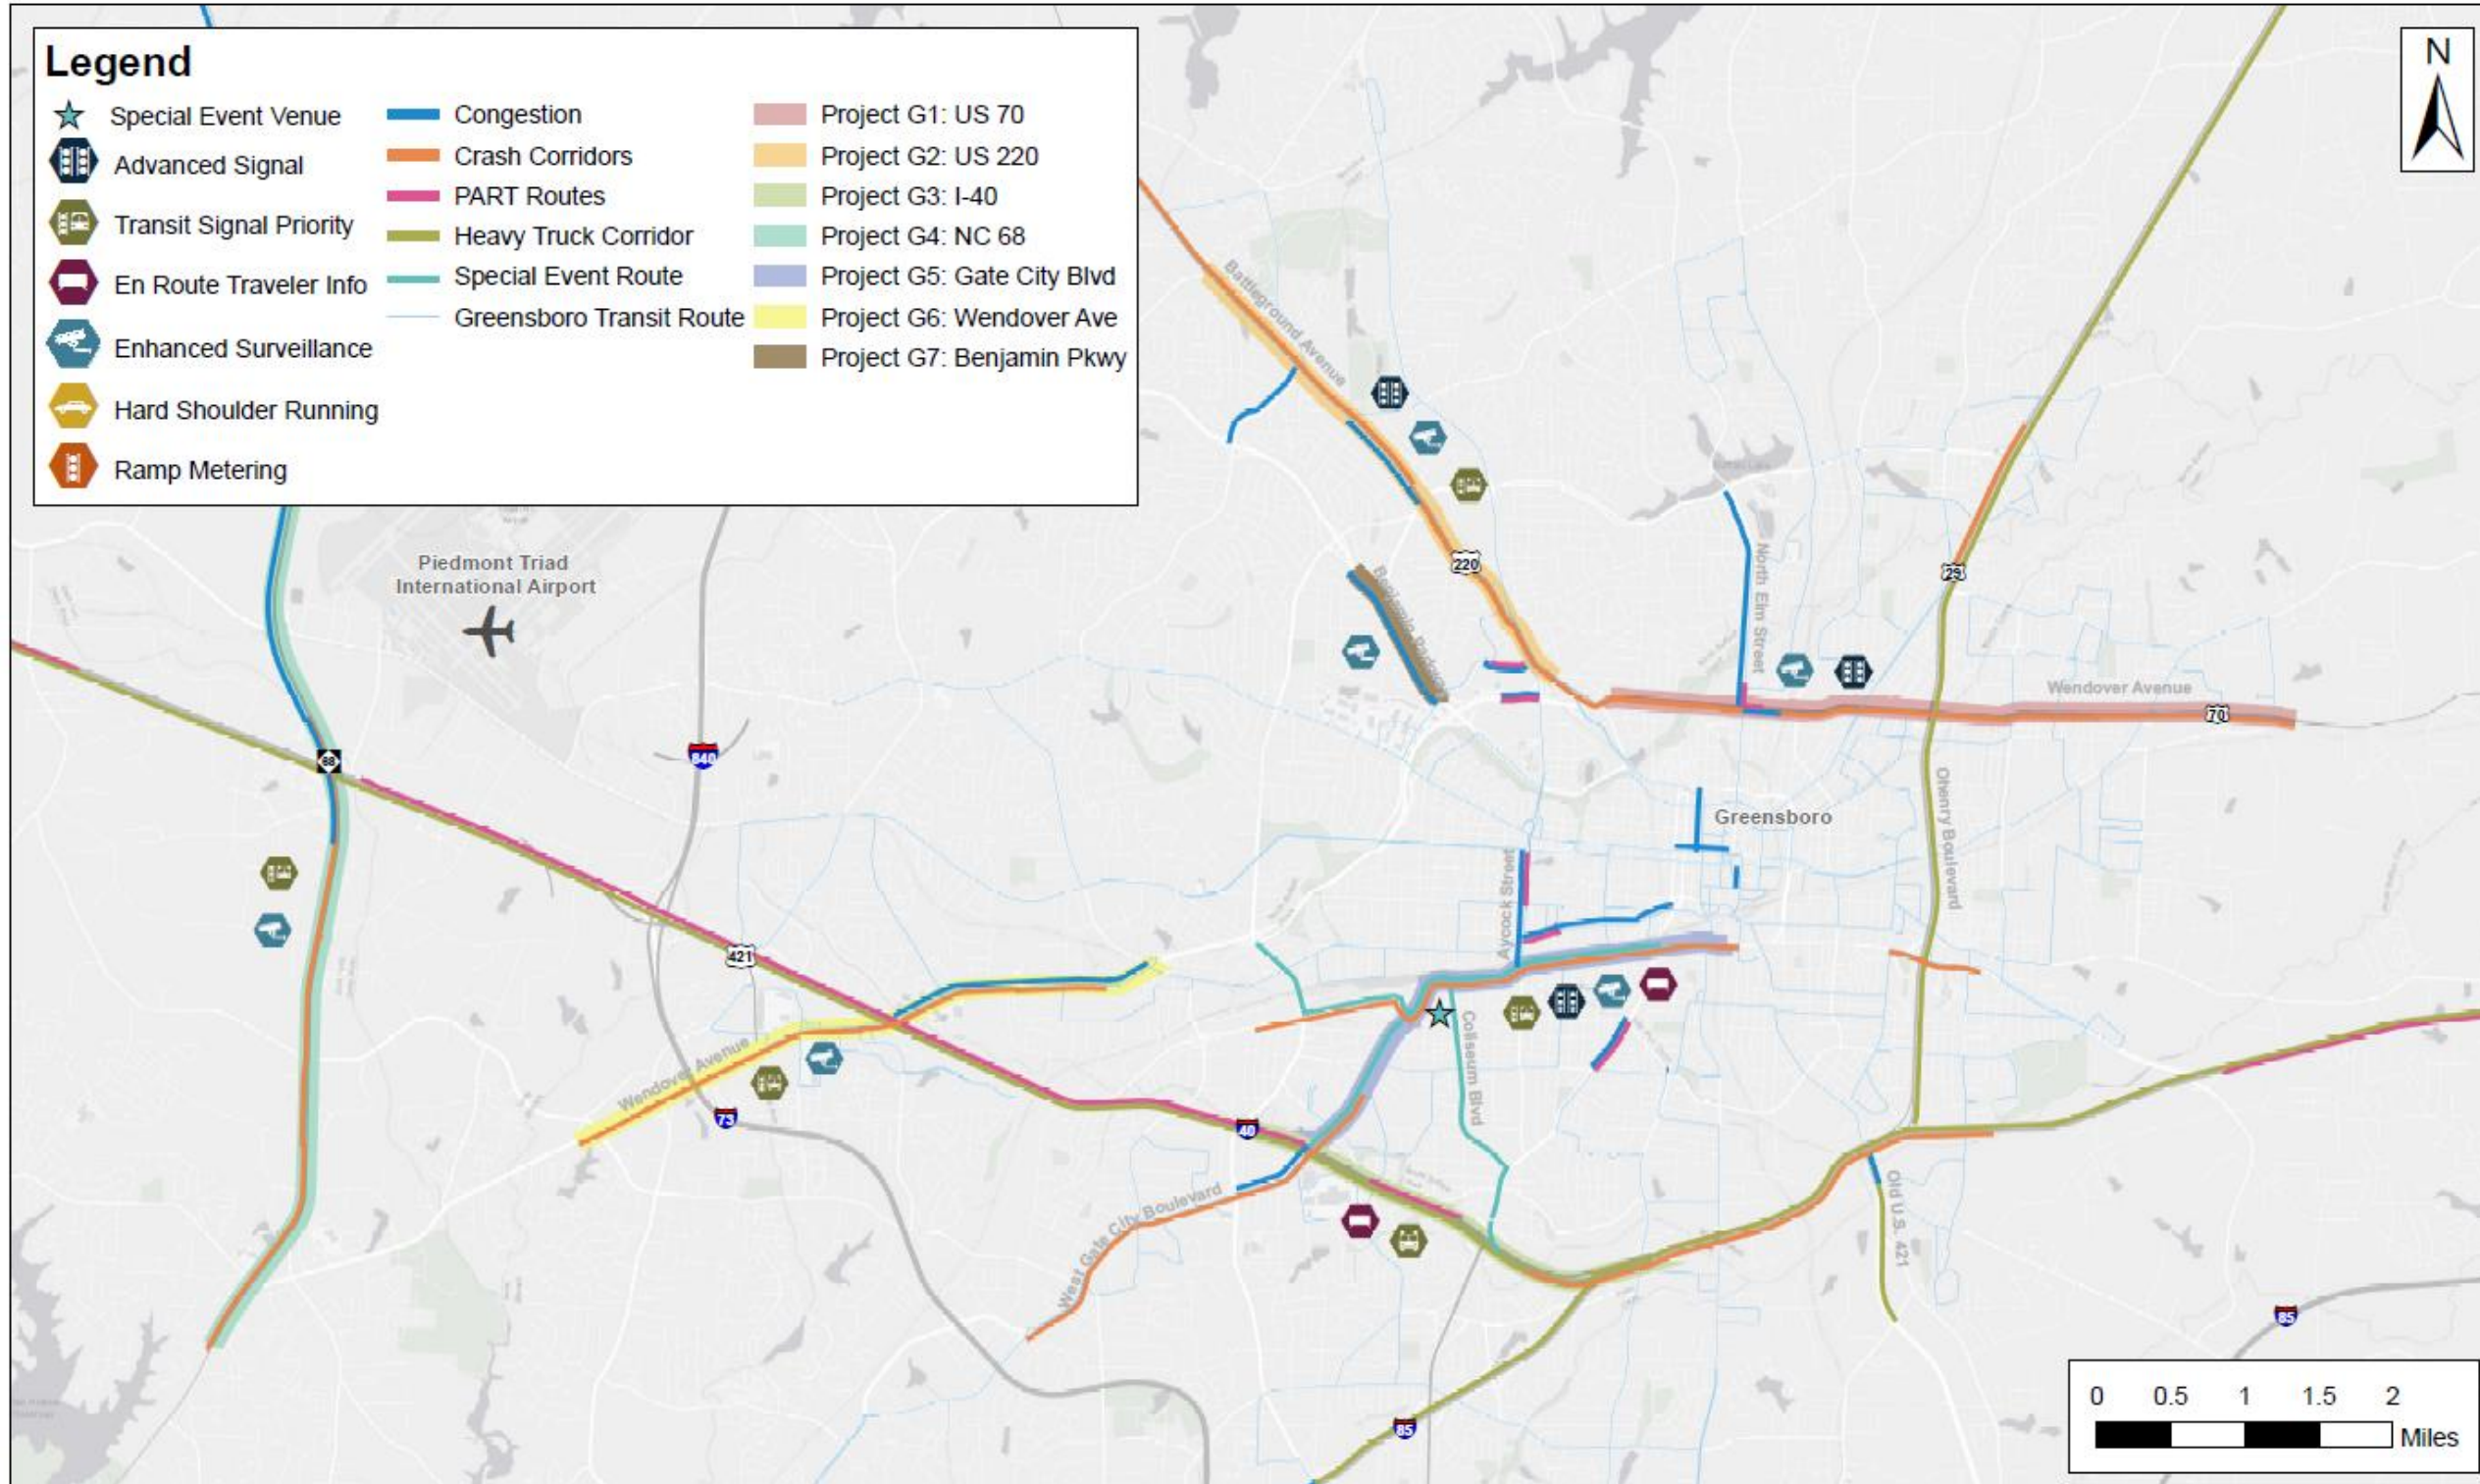 Legend
Special Event Venue
Advanced Signal
Transit Signal Priority
En Route Traveler Info
Enhanced Surveillance
Hard Shoulder Running
Ramp Metering
Congestion
Crash Corridors
PART Routes
Heavy Truck Corridor
Special Event Route
Greensboro Transit Route
Project G1: US 70
Project G2: US 220
Project G3: I-40
Project G4: NC 68
Project G5: Gate City Blvd
Project G6: Wendover Ave
Project G7: Benjamin Pkwy
N
Battleground Avenue
Piedmont Triad
International Airport
220
29
North Elm Street
Wendover Avenue
70
68
840
Greensboro
Ohenry Boulevard
Aycock Street
421
Coliseum Blvd
Wendover Avenue
73
40
West Gate City Boulevard
Old U.S. 421
85
85
0 0.5 1 1.5 2
Miles